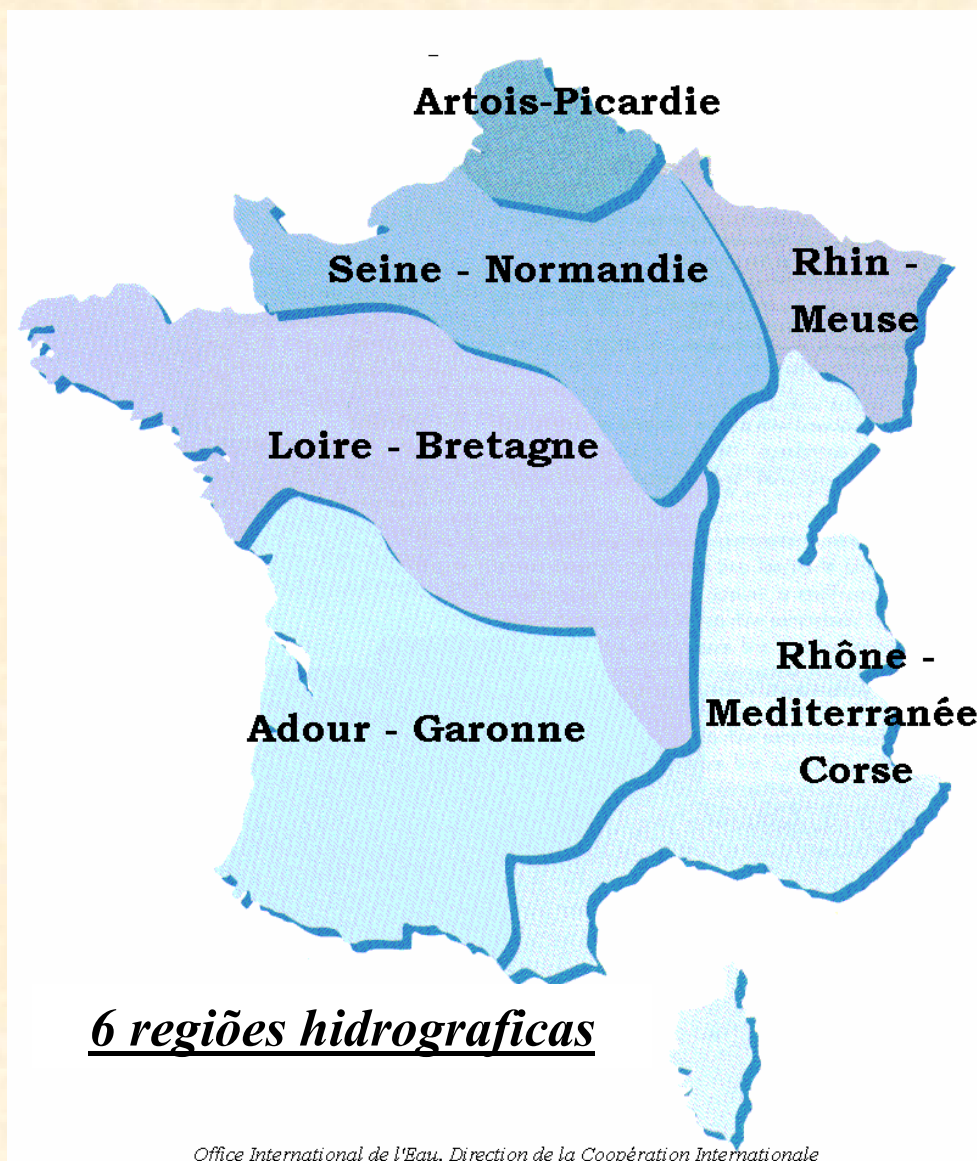 Artois-Picardie
Seine - Normandie
Rhin -
Meuse
Loire - Bretagne
Rhône -
Mediterranée
Corse
Adour - Garonne
6 regiões hidrograficas
Office International de l'Eau, Direction de la Coopération Internationale